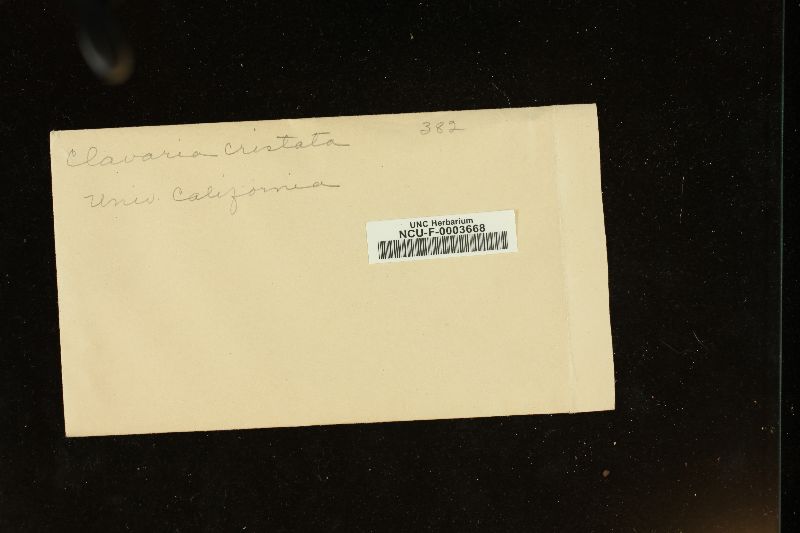 Clavaria cristata 382
Univ. California
UNC Herbarium
NCU-F-0003668